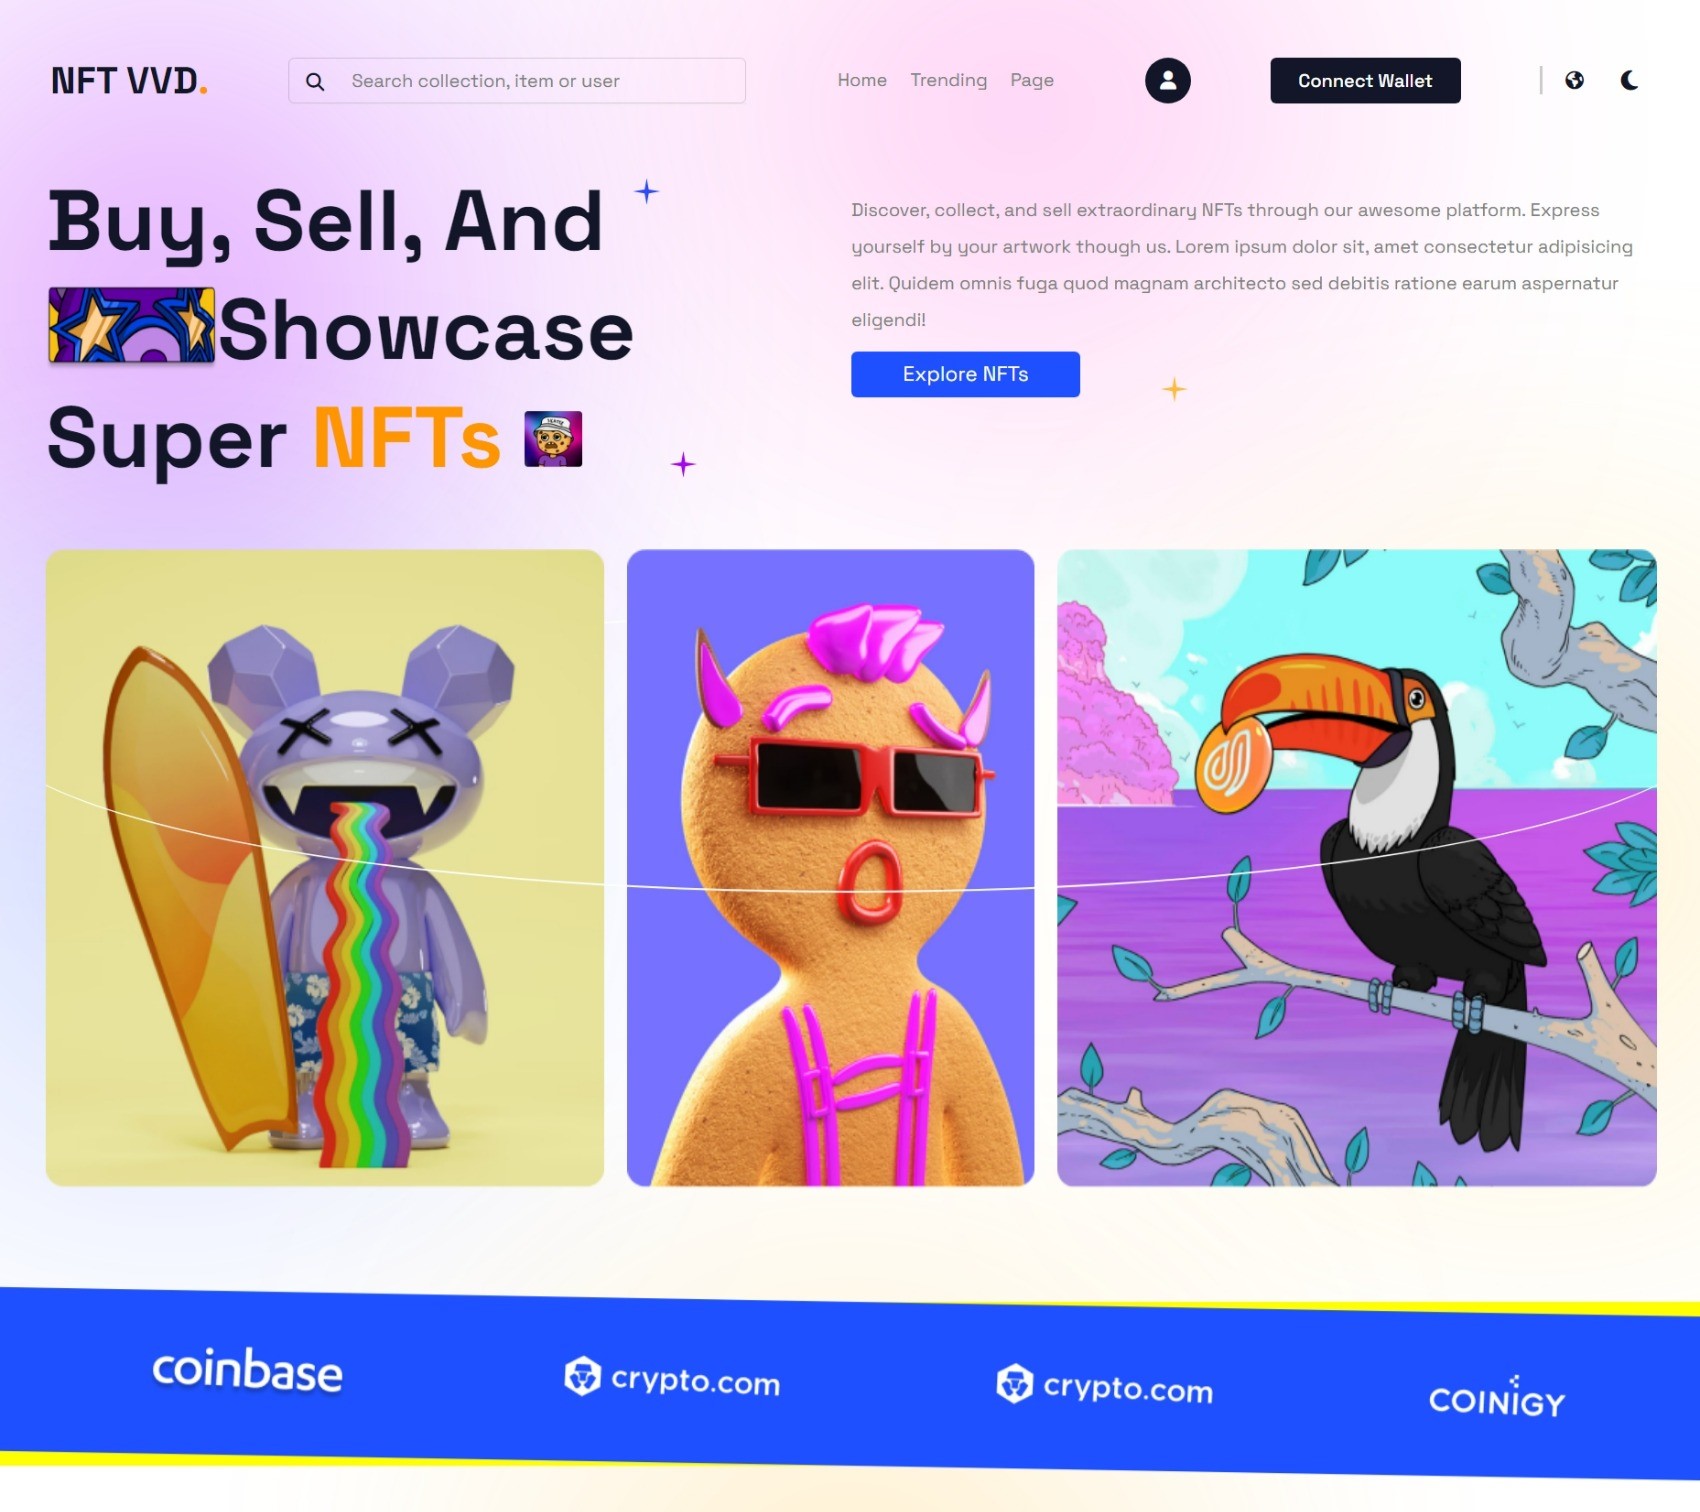 NFT VVD.
Search collection, item or user
Home Trending Page
Connect Wallet
Buy, Sell, And
Showcase
Super NFTs
Discover, collect, and sell extraordinary NFTs through our awesome platform. Express
yourself by your artwork though us. Lorem ipsum dolor sit, amet consectetur adipisicing
elit. Quidem omnis fuga quod magnam architecto sed debitis ratione earum aspernatur
eligendi!
Explore NFTs
coinbase
crypto.com
crypto.com
COINiGY